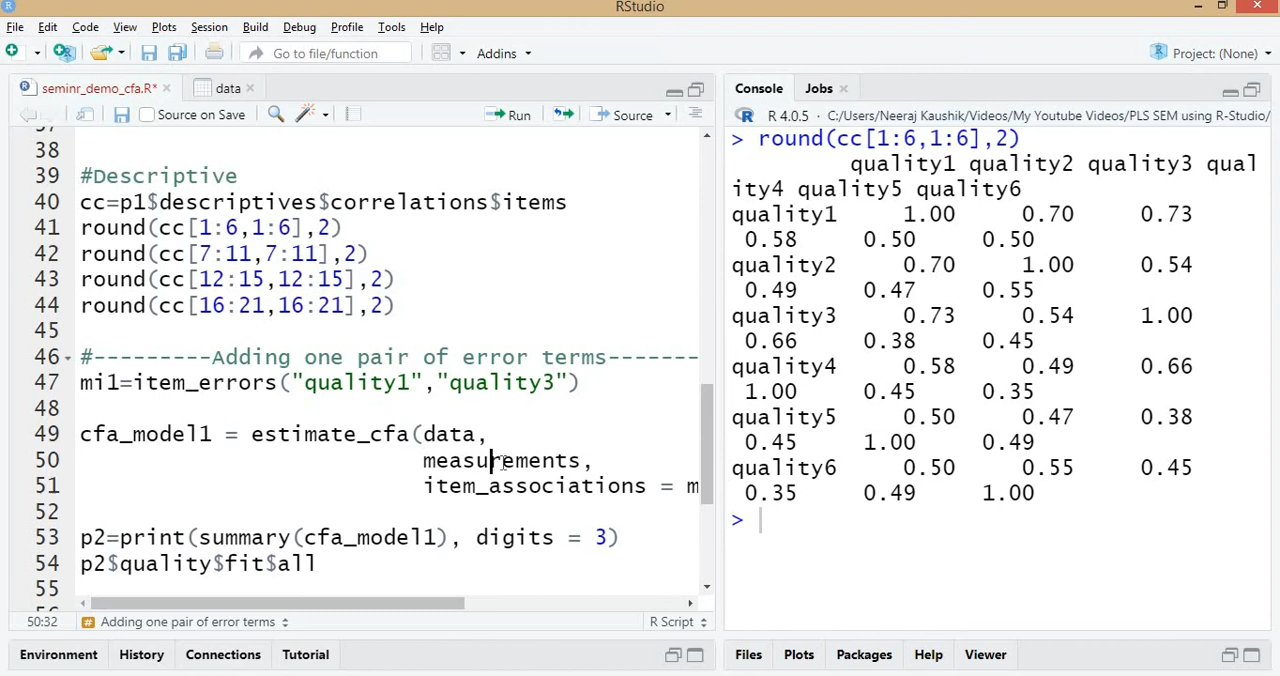 RStudio
File Edit Code View Plots Session Build Debug Profile Tools Help
Go to file/function Addins Project: (None)
seminr_demo_cfa.R* data
Source on Save Run Source
38
39 #Descriptive
40 cc=p1$descriptives$correlations$items
41 round(cc[1:6,1:6],2)
42 round(cc[7:11,7:11],2)
43 round(cc[12:15,12:15],2)
44 round(cc[16:21,16:21],2)
45
46 #---------Adding one pair of error terms-------
47 mi1=item_errors("quality1","quality3")
48
49 cfa_model1 = estimate_cfa(data,
50 measurements,
51 item_associations = m
52
53 p2=print(summary(cfa_model1), digits = 3)
54 p2$quality$fit$all
55
50:32 # Adding one pair of error terms R Script
Environment History Connections Tutorial
Console Jobs
R 4.0.5 · C:/Users/Neeraj Kaushik/Videos/My Youtube Videos/PLS SEM using R-Studio/
> round(cc[1:6,1:6],2)
quality1 quality2 quality3 qual
ity4 quality5 quality6
quality1 1.00 0.70 0.73
0.58 0.50 0.50
quality2 0.70 1.00 0.54
0.49 0.47 0.55
quality3 0.73 0.54 1.00
0.66 0.38 0.45
quality4 0.58 0.49 0.66
1.00 0.45 0.35
quality5 0.50 0.47 0.38
0.45 1.00 0.49
quality6 0.50 0.55 0.45
0.35 0.49 1.00
>
Files Plots Packages Help Viewer